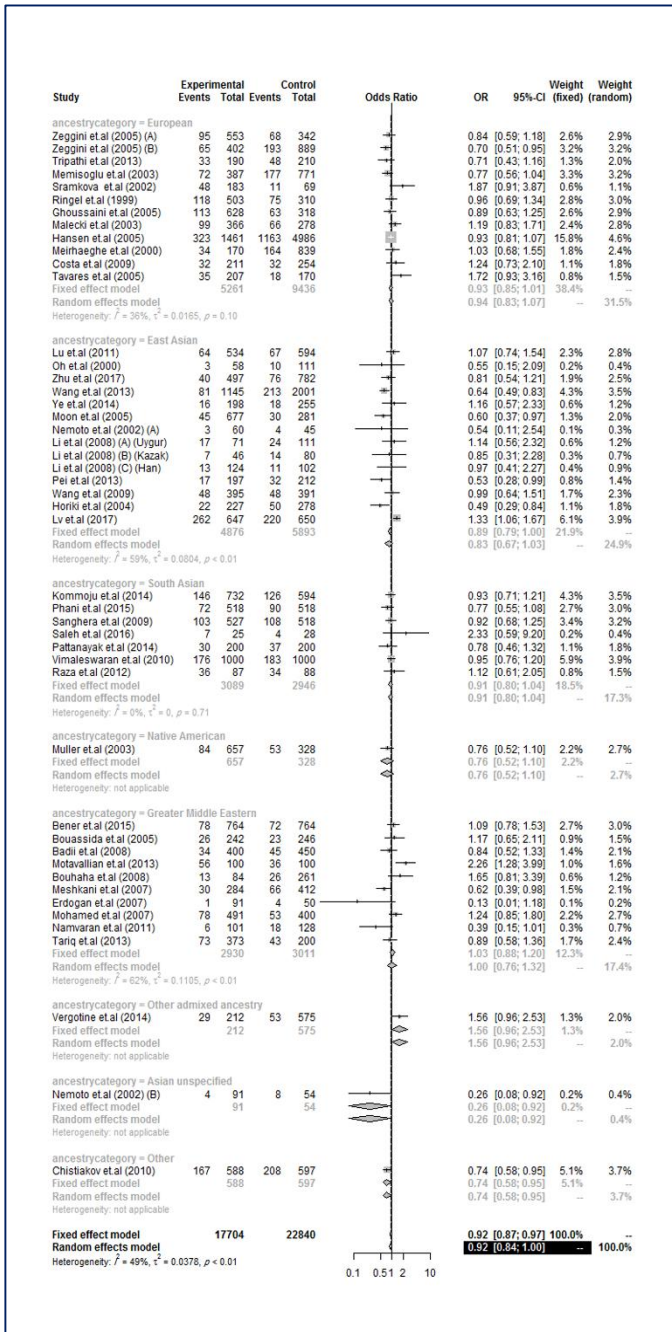 Experimental Control Weight Weight
Study Events Total Events Total Odds Ratio OR 95%-CI (fixed) (random)
ancestrycategory = European
Zeggini et.al (2005) (A) 95 553 68 342 0.84 [0.59; 1.18] 2.6% 2.9%
Zeggini et.al (2005) (B) 65 402 193 889 0.70 [0.51; 0.95] 3.2% 3.2%
Tripathi et.al (2013) 33 190 48 210 0.71 [0.43; 1.16] 1.3% 2.0%
Memisoglu et.al (2003) 72 387 177 771 0.77 [0.56; 1.04] 3.3% 3.2%
Sramkova et.al (2002) 48 183 11 69 1.87 [0.91; 3.87] 0.6% 1.1%
Ringel et.al (1999) 118 503 75 310 0.96 [0.69; 1.34] 2.8% 3.0%
Ghoussaini et.al (2005) 113 628 63 318 0.89 [0.63; 1.25] 2.7% 2.9%
Malecki et.al (2003) 99 366 66 278 1.19 [0.83; 1.71] 2.4% 2.8%
Hansen et.al (2005) 323 1461 1163 4986 0.93 [0.81; 1.07] 15.8% 4.6%
Meirhaeghe et.al (2000) 34 170 164 839 1.03 [0.68; 1.55] 1.8% 2.4%
Costa et.al (2009) 32 211 32 254 1.24 [0.73; 2.10] 1.1% 1.8%
Tavares et.al (2005) 35 207 18 170 1.72 [0.93; 3.16] 0.8% 1.5%
Fixed effect model 5261 9436 0.93 [0.85; 1.01] 38.4% --
Random effects model 0.94 [0.83; 1.07] -- 31.5%
Heterogeneity: I² = 36%, τ² = 0.0165, p = 0.10
ancestrycategory = East Asian
Lu et.al (2011) 64 534 67 594 1.07 [0.74; 1.54] 2.3% 2.8%
Oh et.al (2000) 3 58 10 111 0.55 [0.15; 2.09] 0.2% 0.4%
Zhu et.al (2017) 40 497 76 782 0.81 [0.54; 1.21] 1.9% 2.5%
Wang et.al (2013) 81 1145 213 2001 0.64 [0.49; 0.83] 4.3% 3.5%
Ye et.al (2014) 16 198 18 255 1.16 [0.57; 2.33] 0.6% 1.2%
Moon et.al (2005) 45 677 30 281 0.60 [0.37; 0.97] 1.3% 2.0%
Nemoto et.al (2002) (A) 3 60 4 45 0.54 [0.11; 2.54] 0.1% 0.3%
Li et.al (2008) (A) (Uygur) 17 71 24 111 1.14 [0.56; 2.32] 0.6% 1.2%
Li et.al (2008) (B) (Kazak) 7 46 14 80 0.85 [0.31; 2.28] 0.3% 0.7%
Li et.al (2008) (C) (Han) 13 124 11 102 0.97 [0.41; 2.27] 0.4% 0.9%
Pei et.al (2013) 17 197 32 212 0.53 [0.28; 0.99] 0.8% 1.4%
Wang et.al (2009) 48 395 48 391 0.99 [0.64; 1.51] 1.7% 2.3%
Horiki et.al (2004) 22 227 50 278 0.49 [0.29; 0.84] 1.1% 1.8%
Lv et.al (2017) 262 647 220 650 1.33 [1.06; 1.67] 6.1% 3.9%
Fixed effect model 4876 5893 0.89 [0.79; 1.00] 21.9% --
Random effects model 0.83 [0.67; 1.03] -- 24.9%
Heterogeneity: I² = 59%, τ² = 0.0804, p < 0.01
ancestrycategory = South Asian
Kommoju et.al (2014) 146 732 126 594 0.93 [0.71; 1.21] 4.3% 3.5%
Phani et.al (2015) 72 518 90 518 0.77 [0.55; 1.08] 2.7% 3.0%
Sanghera et.al (2009) 103 527 108 518 0.92 [0.68; 1.25] 3.4% 3.2%
Saleh et.al (2016) 7 25 4 28 2.33 [0.59; 9.20] 0.2% 0.4%
Pattanayak et.al (2014) 30 200 37 200 0.78 [0.46; 1.32] 1.1% 1.8%
Vimaleswaran et.al (2010) 176 1000 183 1000 0.95 [0.76; 1.20] 5.9% 3.9%
Raza et.al (2012) 36 87 34 88 1.12 [0.61; 2.05] 0.8% 1.5%
Fixed effect model 3089 2946 0.91 [0.80; 1.04] 18.5% --
Random effects model 0.91 [0.80; 1.04] -- 17.3%
Heterogeneity: I² = 0%, τ² = 0, p = 0.71
ancestrycategory = Native American
Muller et.al (2003) 84 657 53 328 0.76 [0.52; 1.10] 2.2% 2.7%
Fixed effect model 657 328 0.76 [0.52; 1.10] 2.2% --
Random effects model 0.76 [0.52; 1.10] -- 2.7%
Heterogeneity: not applicable
ancestrycategory = Greater Middle Eastern
Bener et.al (2015) 78 764 72 764 1.09 [0.78; 1.53] 2.7% 3.0%
Bouassida et.al (2005) 26 242 23 246 1.17 [0.65; 2.11] 0.9% 1.5%
Badii et.al (2008) 34 400 45 450 0.84 [0.52; 1.33] 1.4% 2.1%
Motavallian et.al (2013) 56 100 36 100 2.26 [1.28; 3.99] 1.0% 1.6%
Bouhaha et.al (2008) 13 84 26 261 1.65 [0.81; 3.39] 0.6% 1.2%
Meshkani et.al (2007) 30 284 66 412 0.62 [0.39; 0.98] 1.5% 2.1%
Erdogan et.al (2007) 1 91 4 50 0.13 [0.01; 1.18] 0.1% 0.2%
Mohamed et.al (2007) 78 491 53 400 1.24 [0.85; 1.80] 2.2% 2.7%
Namvaran et.al (2011) 6 101 18 128 0.39 [0.15; 1.01] 0.3% 0.7%
Tariq et.al (2013) 73 373 43 200 0.89 [0.58; 1.36] 1.7% 2.4%
Fixed effect model 2930 3011 1.03 [0.88; 1.20] 12.3% --
Random effects model 1.00 [0.76; 1.32] -- 17.4%
Heterogeneity: I² = 62%, τ² = 0.1105, p < 0.01
ancestrycategory = Other admixed ancestry
Vergotine et.al (2014) 29 212 53 575 1.56 [0.96; 2.53] 1.3% 2.0%
Fixed effect model 212 575 1.56 [0.96; 2.53] 1.3% --
Random effects model 1.56 [0.96; 2.53] -- 2.0%
Heterogeneity: not applicable
ancestrycategory = Asian unspecified
Nemoto et.al (2002) (B) 4 91 8 54 0.26 [0.08; 0.92] 0.2% 0.4%
Fixed effect model 91 54 0.26 [0.08; 0.92] 0.2% --
Random effects model 0.26 [0.08; 0.92] -- 0.4%
Heterogeneity: not applicable
ancestrycategory = Other
Chistiakov et.al (2010) 167 588 208 597 0.74 [0.58; 0.95] 5.1% 3.7%
Fixed effect model 588 597 0.74 [0.58; 0.95] 5.1% --
Random effects model 0.74 [0.58; 0.95] -- 3.7%
Heterogeneity: not applicable
Fixed effect model 17704 22840 0.92 [0.87; 0.97] 100.0% --
Random effects model 0.92 [0.84; 1.00] -- 100.0%
Heterogeneity: I² = 49%, τ² = 0.0378, p < 0.01
0.1 0.5 1 2 10